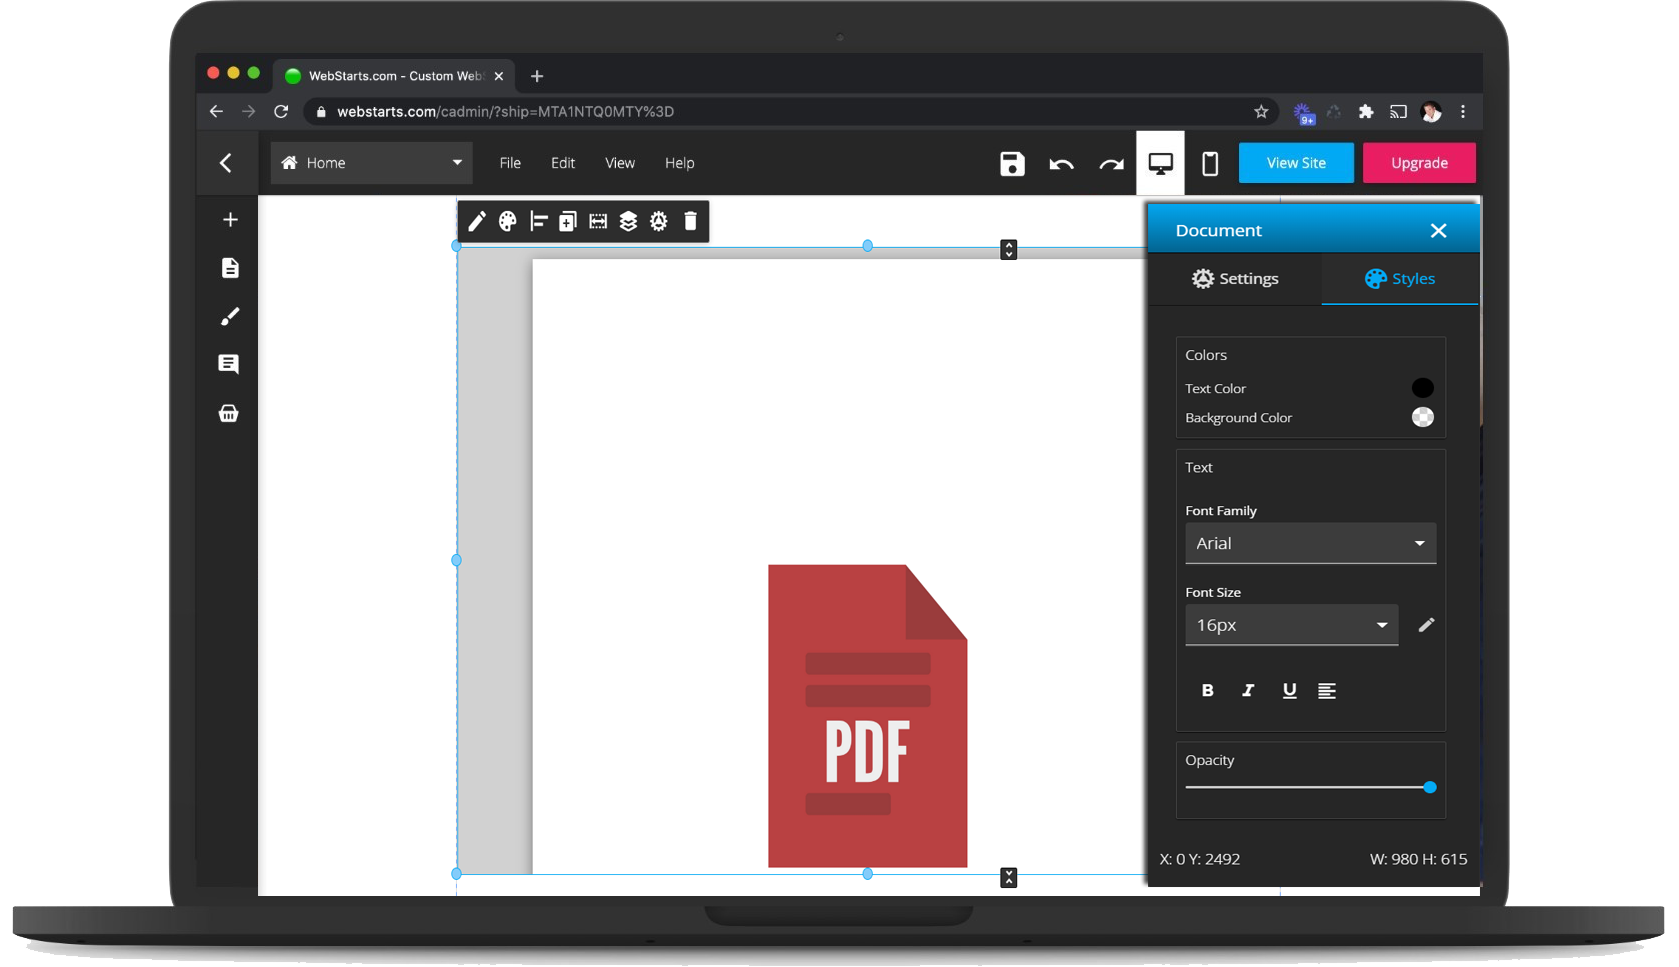 WebStarts.com - Custom Web
webstarts.com/cadmin/?ship=MTA1NTQ0MTY%3D
9+
Home
File
Edit
View
Help
View Site
Upgrade
Document
Settings
Styles
Colors
Text Color
Background Color
Text
Font Family
Arial
Font Size
16px
B
I
U
PDF
Opacity
X: 0 Y: 2492
W: 980 H: 615